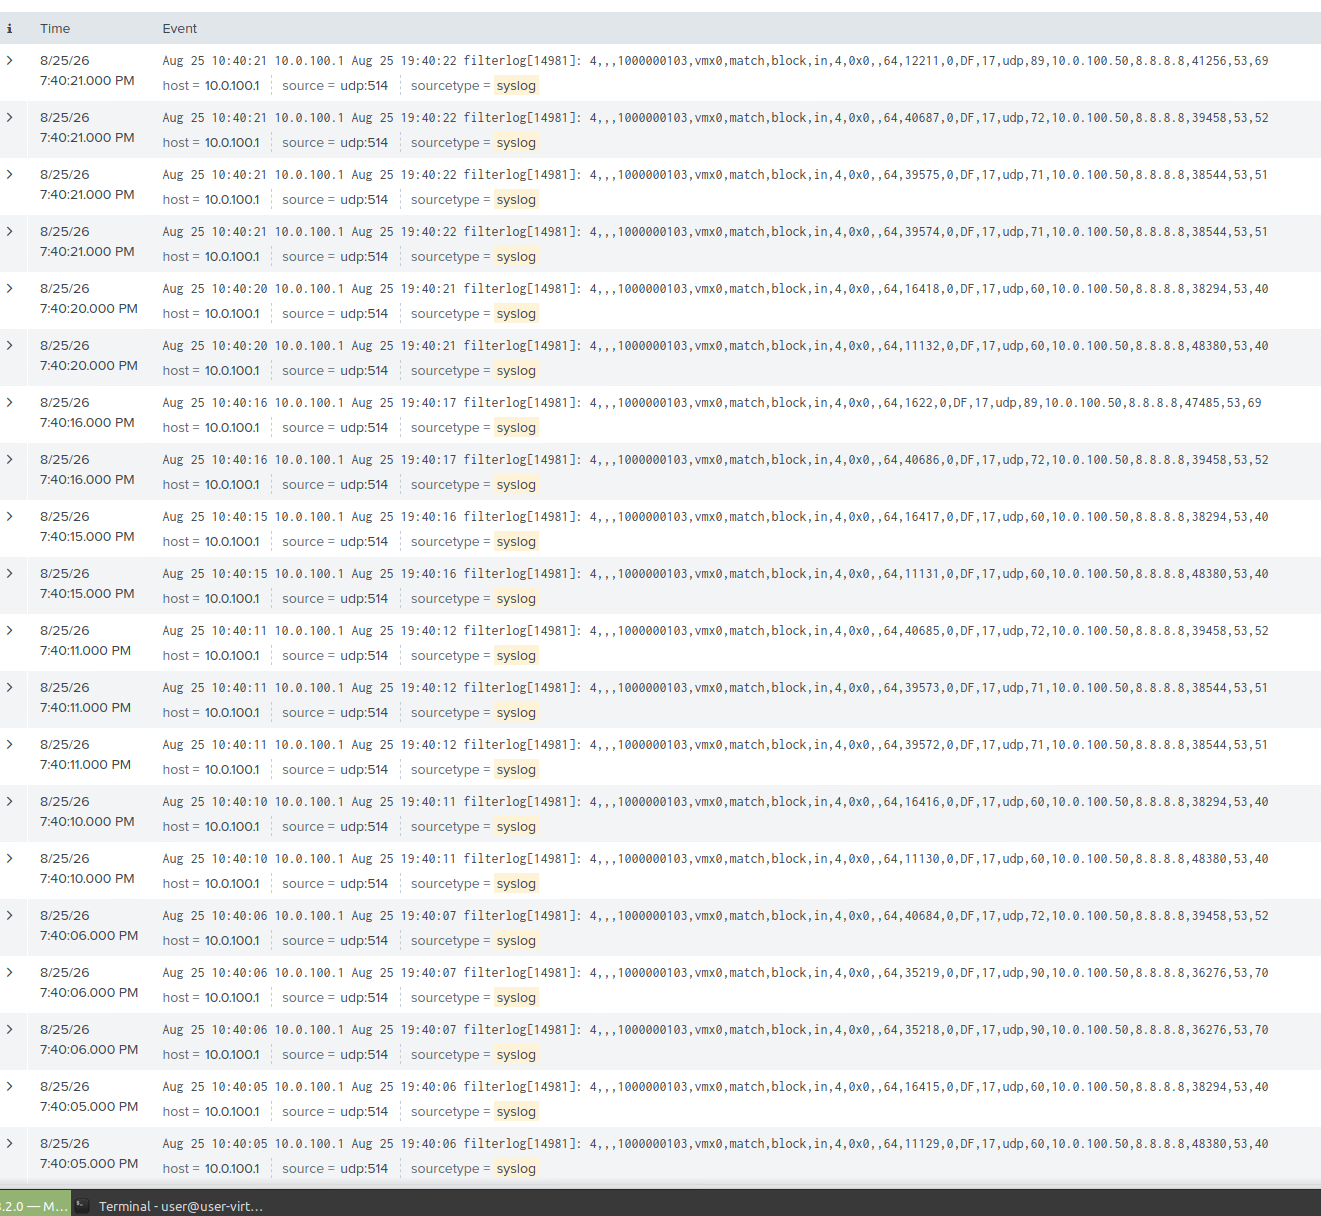 i Time Event
8/25/26 Aug 25 10:40:21 10.0.100.1 Aug 25 19:40:22 filterlog[14981]: 4,,,1000000103,vmx0,match,block,in,4,0x0,,64,12211,0,DF,17,udp,89,10.0.100.50,8.8.8.8,41256,53,69
7:40:21.000 PM host = 10.0.100.1 source = udp:514 sourcetype = syslog
8/25/26 Aug 25 10:40:21 10.0.100.1 Aug 25 19:40:22 filterlog[14981]: 4,,,1000000103,vmx0,match,block,in,4,0x0,,64,40687,0,DF,17,udp,72,10.0.100.50,8.8.8.8,39458,53,52
7:40:21.000 PM host = 10.0.100.1 source = udp:514 sourcetype = syslog
8/25/26 Aug 25 10:40:21 10.0.100.1 Aug 25 19:40:22 filterlog[14981]: 4,,,1000000103,vmx0,match,block,in,4,0x0,,64,39575,0,DF,17,udp,71,10.0.100.50,8.8.8.8,38544,53,51
7:40:21.000 PM host = 10.0.100.1 source = udp:514 sourcetype = syslog
8/25/26 Aug 25 10:40:21 10.0.100.1 Aug 25 19:40:22 filterlog[14981]: 4,,,1000000103,vmx0,match,block,in,4,0x0,,64,39574,0,DF,17,udp,71,10.0.100.50,8.8.8.8,38544,53,51
7:40:21.000 PM host = 10.0.100.1 source = udp:514 sourcetype = syslog
8/25/26 Aug 25 10:40:20 10.0.100.1 Aug 25 19:40:21 filterlog[14981]: 4,,,1000000103,vmx0,match,block,in,4,0x0,,64,16418,0,DF,17,udp,60,10.0.100.50,8.8.8.8,38294,53,40
7:40:20.000 PM host = 10.0.100.1 source = udp:514 sourcetype = syslog
8/25/26 Aug 25 10:40:20 10.0.100.1 Aug 25 19:40:21 filterlog[14981]: 4,,,1000000103,vmx0,match,block,in,4,0x0,,64,11132,0,DF,17,udp,60,10.0.100.50,8.8.8.8,48380,53,40
7:40:20.000 PM host = 10.0.100.1 source = udp:514 sourcetype = syslog
8/25/26 Aug 25 10:40:16 10.0.100.1 Aug 25 19:40:17 filterlog[14981]: 4,,,1000000103,vmx0,match,block,in,4,0x0,,64,1622,0,DF,17,udp,89,10.0.100.50,8.8.8.8,47485,53,69
7:40:16.000 PM host = 10.0.100.1 source = udp:514 sourcetype = syslog
8/25/26 Aug 25 10:40:16 10.0.100.1 Aug 25 19:40:17 filterlog[14981]: 4,,,1000000103,vmx0,match,block,in,4,0x0,,64,40686,0,DF,17,udp,72,10.0.100.50,8.8.8.8,39458,53,52
7:40:16.000 PM host = 10.0.100.1 source = udp:514 sourcetype = syslog
8/25/26 Aug 25 10:40:15 10.0.100.1 Aug 25 19:40:16 filterlog[14981]: 4,,,1000000103,vmx0,match,block,in,4,0x0,,64,16417,0,DF,17,udp,60,10.0.100.50,8.8.8.8,38294,53,40
7:40:15.000 PM host = 10.0.100.1 source = udp:514 sourcetype = syslog
8/25/26 Aug 25 10:40:15 10.0.100.1 Aug 25 19:40:16 filterlog[14981]: 4,,,1000000103,vmx0,match,block,in,4,0x0,,64,11131,0,DF,17,udp,60,10.0.100.50,8.8.8.8,48380,53,40
7:40:15.000 PM host = 10.0.100.1 source = udp:514 sourcetype = syslog
8/25/26 Aug 25 10:40:11 10.0.100.1 Aug 25 19:40:12 filterlog[14981]: 4,,,1000000103,vmx0,match,block,in,4,0x0,,64,40685,0,DF,17,udp,72,10.0.100.50,8.8.8.8,39458,53,52
7:40:11.000 PM host = 10.0.100.1 source = udp:514 sourcetype = syslog
8/25/26 Aug 25 10:40:11 10.0.100.1 Aug 25 19:40:12 filterlog[14981]: 4,,,1000000103,vmx0,match,block,in,4,0x0,,64,39573,0,DF,17,udp,71,10.0.100.50,8.8.8.8,38544,53,51
7:40:11.000 PM host = 10.0.100.1 source = udp:514 sourcetype = syslog
8/25/26 Aug 25 10:40:11 10.0.100.1 Aug 25 19:40:12 filterlog[14981]: 4,,,1000000103,vmx0,match,block,in,4,0x0,,64,39572,0,DF,17,udp,71,10.0.100.50,8.8.8.8,38544,53,51
7:40:11.000 PM host = 10.0.100.1 source = udp:514 sourcetype = syslog
8/25/26 Aug 25 10:40:10 10.0.100.1 Aug 25 19:40:11 filterlog[14981]: 4,,,1000000103,vmx0,match,block,in,4,0x0,,64,16416,0,DF,17,udp,60,10.0.100.50,8.8.8.8,38294,53,40
7:40:10.000 PM host = 10.0.100.1 source = udp:514 sourcetype = syslog
8/25/26 Aug 25 10:40:10 10.0.100.1 Aug 25 19:40:11 filterlog[14981]: 4,,,1000000103,vmx0,match,block,in,4,0x0,,64,11130,0,DF,17,udp,60,10.0.100.50,8.8.8.8,48380,53,40
7:40:10.000 PM host = 10.0.100.1 source = udp:514 sourcetype = syslog
8/25/26 Aug 25 10:40:06 10.0.100.1 Aug 25 19:40:07 filterlog[14981]: 4,,,1000000103,vmx0,match,block,in,4,0x0,,64,40684,0,DF,17,udp,72,10.0.100.50,8.8.8.8,39458,53,52
7:40:06.000 PM host = 10.0.100.1 source = udp:514 sourcetype = syslog
8/25/26 Aug 25 10:40:06 10.0.100.1 Aug 25 19:40:07 filterlog[14981]: 4,,,1000000103,vmx0,match,block,in,4,0x0,,64,35219,0,DF,17,udp,90,10.0.100.50,8.8.8.8,36276,53,70
7:40:06.000 PM host = 10.0.100.1 source = udp:514 sourcetype = syslog
8/25/26 Aug 25 10:40:06 10.0.100.1 Aug 25 19:40:07 filterlog[14981]: 4,,,1000000103,vmx0,match,block,in,4,0x0,,64,35218,0,DF,17,udp,90,10.0.100.50,8.8.8.8,36276,53,70
7:40:06.000 PM host = 10.0.100.1 source = udp:514 sourcetype = syslog
8/25/26 Aug 25 10:40:05 10.0.100.1 Aug 25 19:40:06 filterlog[14981]: 4,,,1000000103,vmx0,match,block,in,4,0x0,,64,16415,0,DF,17,udp,60,10.0.100.50,8.8.8.8,38294,53,40
7:40:05.000 PM host = 10.0.100.1 source = udp:514 sourcetype = syslog
8/25/26 Aug 25 10:40:05 10.0.100.1 Aug 25 19:40:06 filterlog[14981]: 4,,,1000000103,vmx0,match,block,in,4,0x0,,64,11129,0,DF,17,udp,60,10.0.100.50,8.8.8.8,48380,53,40
7:40:05.000 PM host = 10.0.100.1 source = udp:514 sourcetype = syslog
.2.0 — M... Terminal - user@user-virt...